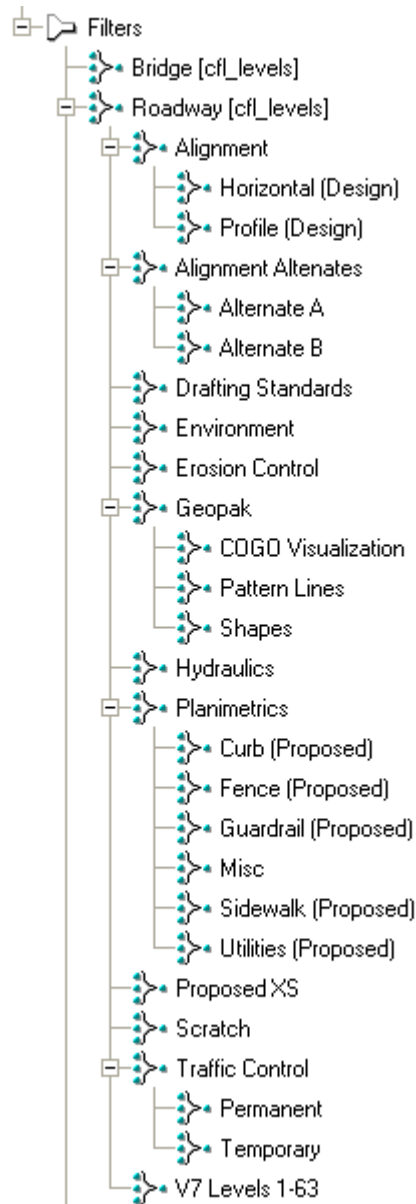 Filters
Bridge [cfl_levels]
Roadway [cfl_levels]
Alignment
Horizontal (Design)
Profile (Design)
Alignment Altenates
Alternate A
Alternate B
Drafting Standards
Environment
Erosion Control
Geopak
COGO Visualization
Pattern Lines
Shapes
Hydraulics
Planimetrics
Curb (Proposed)
Fence (Proposed)
Guardrail (Proposed)
Misc
Sidewalk (Proposed)
Utilities (Proposed)
Proposed XS
Scratch
Traffic Control
Permanent
Temporary
V7 Levels 1-63